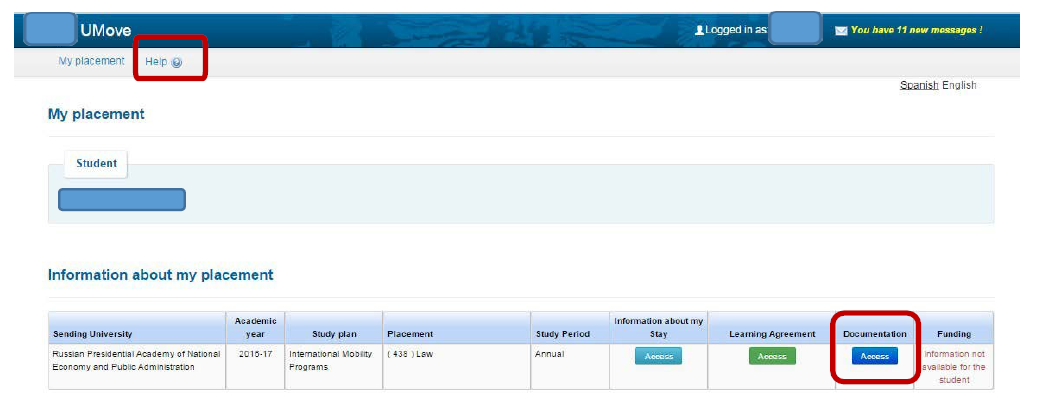 UMove
Logged in as:
You have 11 new messages !
My placement Help
Spanish English
My placement
Student
Information about my placement
Sending University
Academic year
Study plan
Placement
Study Period
Information about my Stay
Learning Agreement
Documentation
Funding
Russian Presidential Academy of National
Economy and Public Administration
2016-17
International Mobility
Programs
( 438 ) Law
Annual
Access
Access
Access
Information not
available for the
student